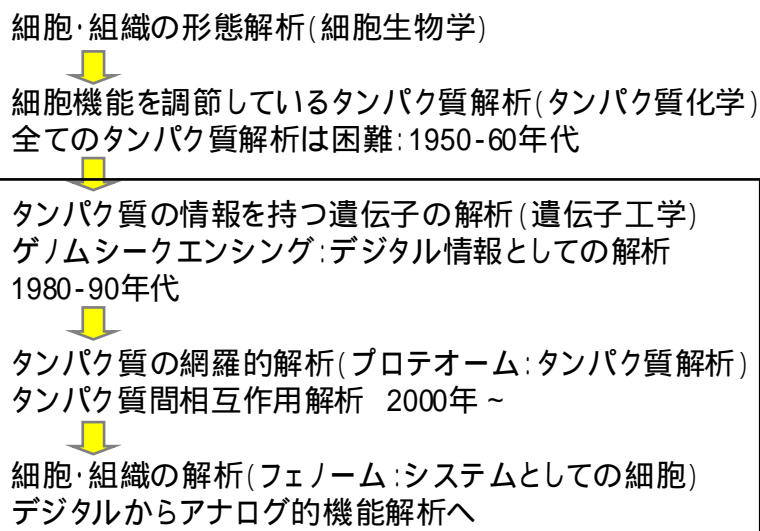 細胞･組織の形態解析(細胞生物学)
細胞機能を調節しているタンパク質解析(タンパク質化学)
全てのタンパク質解析は困難:1950-60年代
タンパク質の情報を持つ遺伝子の解析(遺伝子工学)
ゲノムシークエンシング:デジタル情報としての解析
1980-90年代
タンパク質の網羅的解析(プロテオーム:タンパク質解析)
タンパク質間相互作用解析 2000年~
細胞･組織の解析(フェノーム:システムとしての細胞)
デジタルからアナログ的機能解析へ